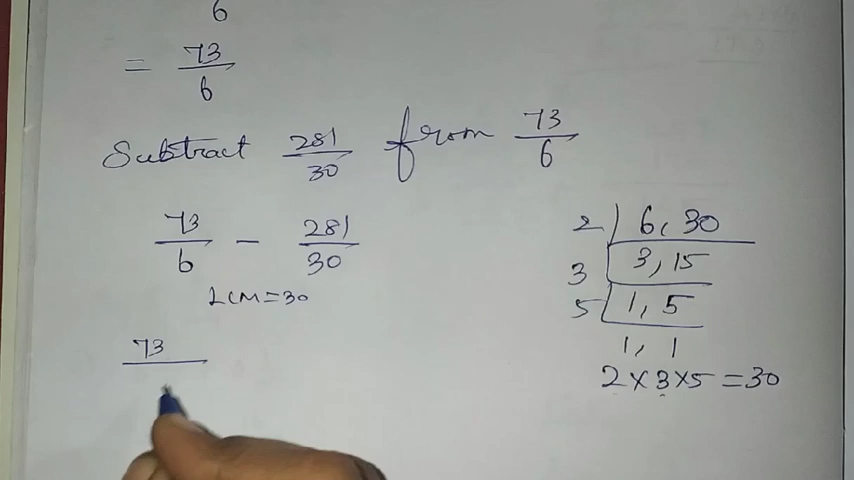 6
= 73/6
Subtract 281/30 from 73/6
73/6 - 281/30
LCM=30
73
2 | 6, 30
3 | 3, 15
5 | 1, 5
1, 1
2×3×5=30